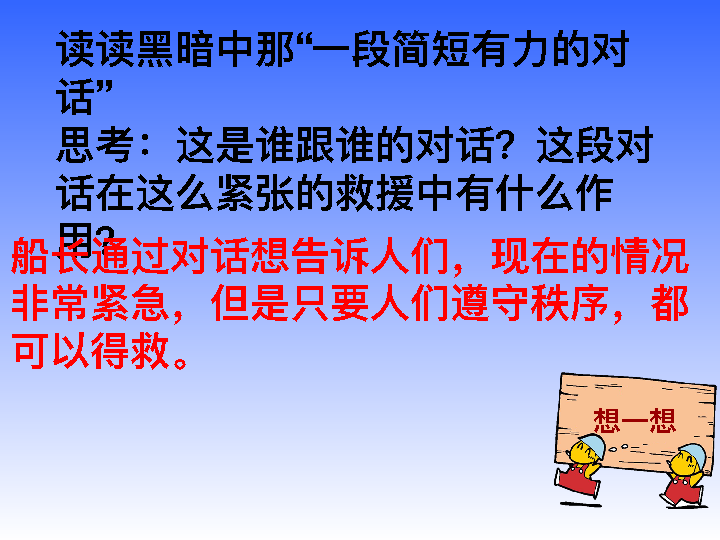 读读黑暗中那“一段简短有力的对
话”
思考：这是谁跟谁的对话？这段对
话在这么紧张的救援中有什么作
用？
船长通过对话想告诉人们，现在的情况
非常紧急，但是只要人们遵守秩序，都
可以得救。
想一想